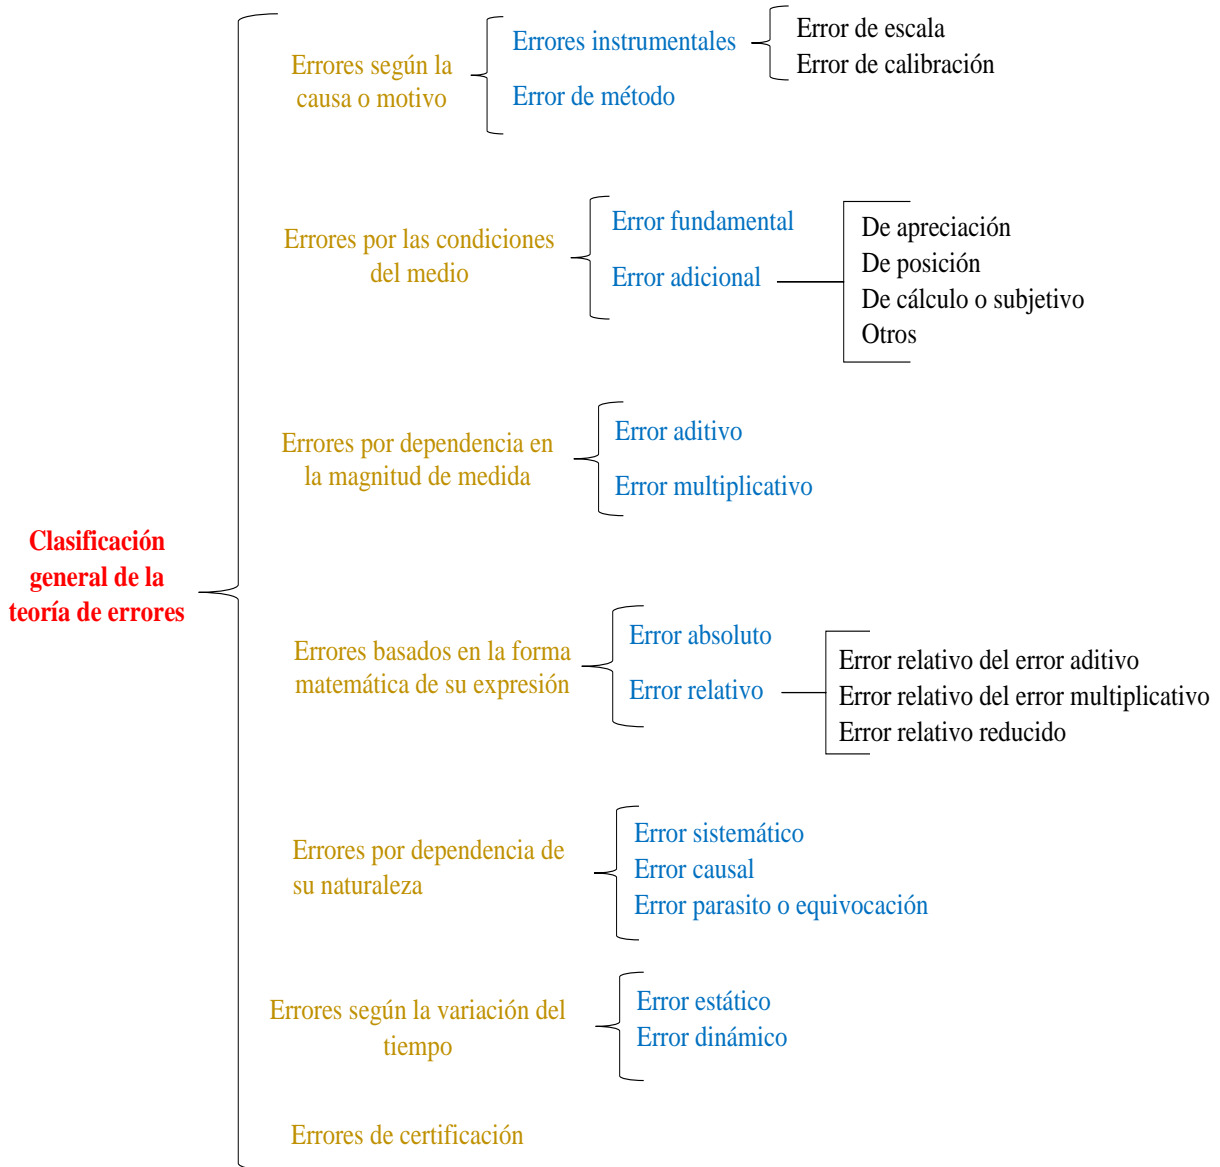 Clasificación
general de la
teoría de errores
Errores según la
causa o motivo
Errores instrumentales
Error de escala
Error de calibración
Error de método
Errores por las condiciones
del medio
Error fundamental
Error adicional
De apreciación
De posición
De cálculo o subjetivo
Otros
Errores por dependencia en
la magnitud de medida
Error aditivo
Error multiplicativo
Errores basados en la forma
matemática de su expresión
Error absoluto
Error relativo
Error relativo del error aditivo
Error relativo del error multiplicativo
Error relativo reducido
Errores por dependencia de
su naturaleza
Error sistemático
Error causal
Error parasito o equivocación
Errores según la variación del
tiempo
Error estático
Error dinámico
Errores de certificación